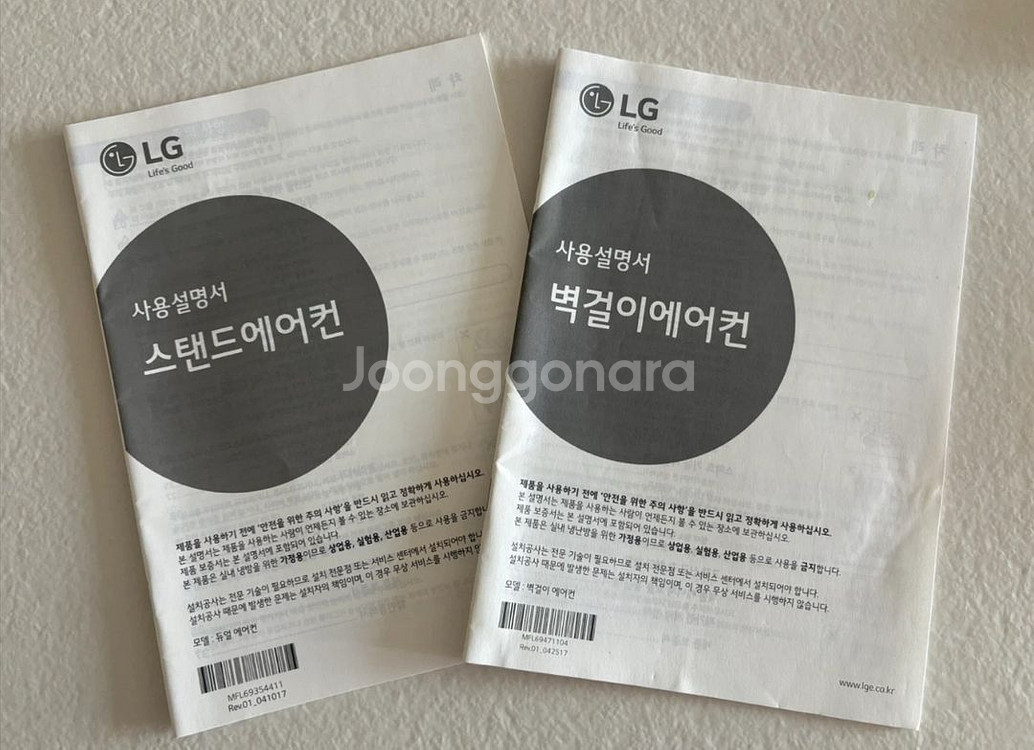 LG
Life's Good
사용설명서
스탠드에어컨
제품을 사용하기 전에 '안전을 위한 주의 사항'을 반드시 읽고 정확하게 사용하십시오.
본 설명서는 제품을 사용하는 사람이 언제든지 볼 수 있는 장소에 보관하십시오.
제품 보증서는 본 설명서에 포함되어 있습니다.
본 제품은 실내 냉방을 위한 가정용이므로 상업용, 실험용, 산업용 등으로 사용을 금지합니
설치공사는 전문 기술이 필요하므로 설치 전문점 또는 서비스 센터에서 설치되어야 합니
설치공사 때문에 발생한 문제는 설치자의 책임이며, 이 경우 무상 서비스를 시행하지 않
모델 : 듀얼 에어컨
MFL69354411
Rev.01_041017
LG
Life's Good
사용설명서
벽걸이에어컨
제품을 사용하기 전에 '안전을 위한 주의 사항'을 반드시 읽고 정확하게 사용하십시오.
본 설명서는 제품을 사용하는 사람이 언제든지 볼 수 있는 장소에 보관하십시오.
제품 보증서는 본 설명서에 포함되어 있습니다.
본 제품은 실내 냉난방을 위한 가정용이므로 상업용, 실험용, 산업용 등으로 사용을 금지합니다.
설치공사는 전문 기술이 필요하므로 설치 전문점 또는 서비스 센터에서 설치되어야 합니다.
설치공사 때문에 발생한 문제는 설치자의 책임이며, 이 경우 무상 서비스를 시행하지 않습니다.
모델 : 벽걸이 에어컨
MFL69471104
Rev.01_042517
www.lge.co.kr
Joonggonara